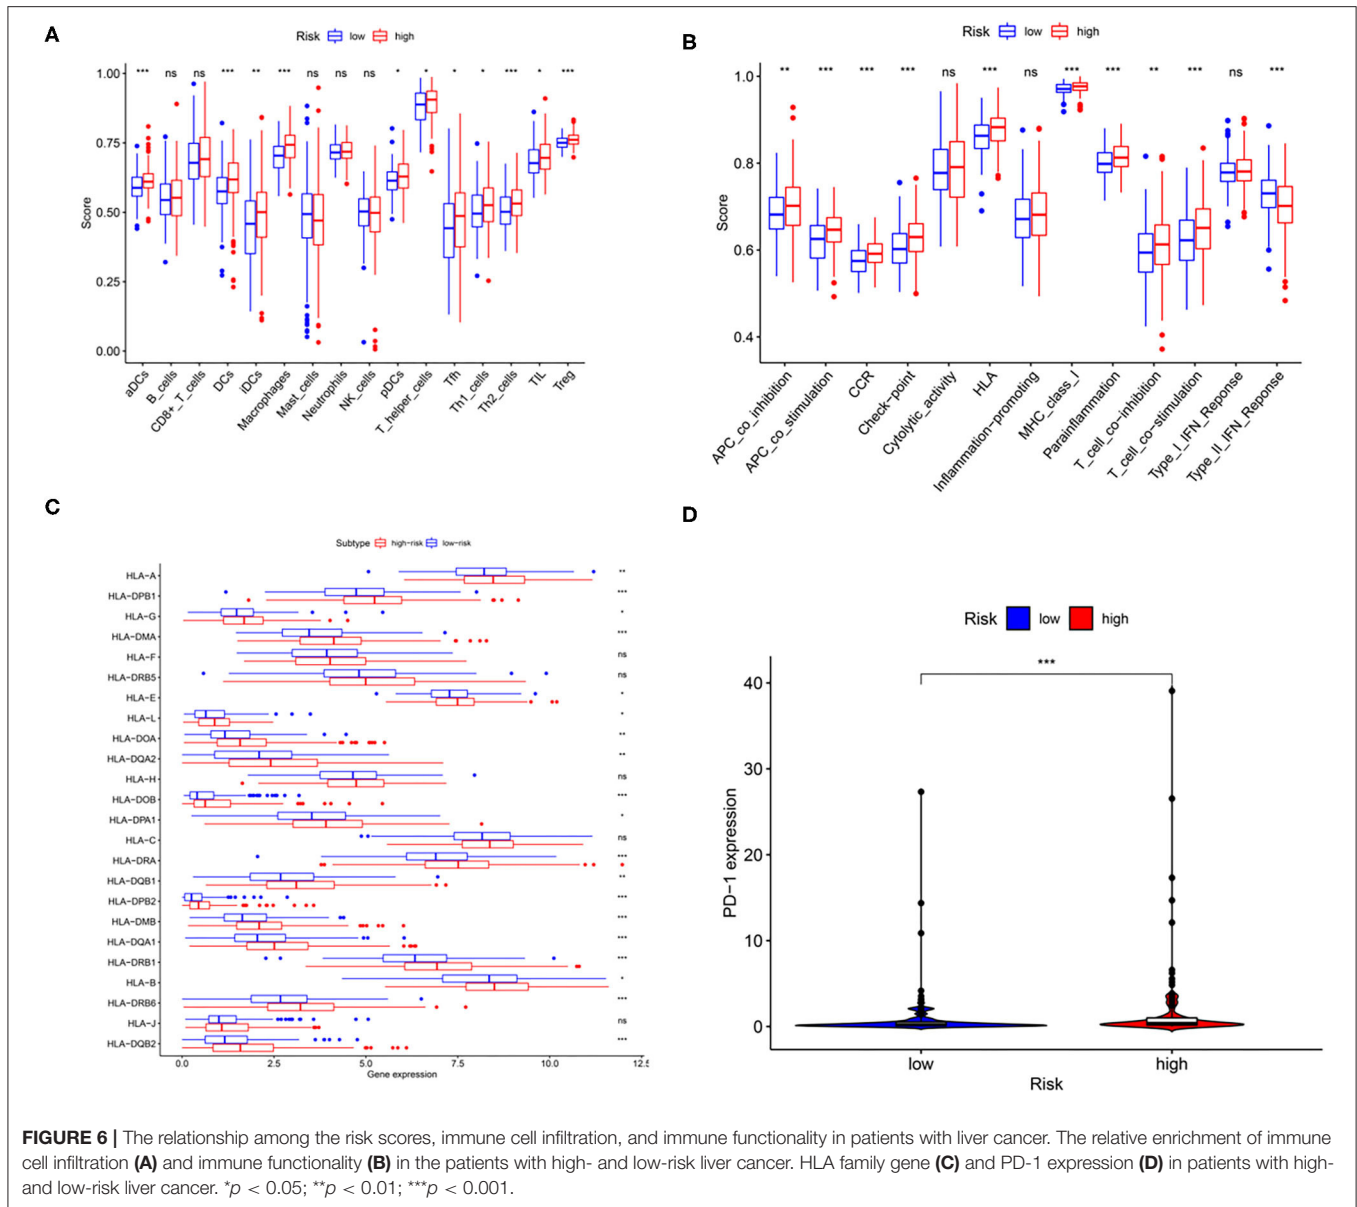 A
Risk low high
*** ns ns *** ** *** ns ns ns * * * * *** * ***
1.00
0.75
0.50
0.25
0.00
Score
aDCs
B_cells
CD8+_T_cells
DCs
iDCs
Macrophages
Mast_cells
Neutrophils
NK_cells
pDCs
T_helper_cells
Tfh
Th1_cells
Th2_cells
TIL
Treg
B
Risk low high
** *** *** *** ns *** ns *** *** ** *** ns ***
1.0
0.8
0.6
0.4
Score
APC_co_inhibition
APC_co_stimulation
CCR
Check-point
Cytolytic_activity
HLA
Inflammation-promoting
MHC_class_I
Parainflammation
T_cell_co-inhibition
T_cell_co-stimulation
Type_I_IFN_Reponse
Type_II_IFN_Reponse
C
Subtype high-risk low-risk
HLA-A **
HLA-DPB1 ***
HLA-G *
HLA-DMA ***
HLA-F ns
HLA-DRB5 ns
HLA-E *
HLA-L *
HLA-DOA **
HLA-DQA2 **
HLA-H ns
HLA-DOB ***
HLA-DPA1 *
HLA-C ns
HLA-DRA ***
HLA-DQB1 **
HLA-DPB2 ***
HLA-DMB ***
HLA-DQA1 ***
HLA-DRB1 ***
HLA-B *
HLA-DRB6 ***
HLA-J ns
HLA-DQB2 ***
0.0 2.5 5.0 7.5 10.0 12.5
Gene expression
D
Risk low high
***
40
30
20
10
0
PD-1 expression
low high
Risk
FIGURE 6 | The relationship among the risk scores, immune cell infiltration, and immune functionality in patients with liver cancer. The relative enrichment of immune
cell infiltration (A) and immune functionality (B) in the patients with high- and low-risk liver cancer. HLA family gene (C) and PD-1 expression (D) in patients with high-
and low-risk liver cancer. *p < 0.05; **p < 0.01; ***p < 0.001.